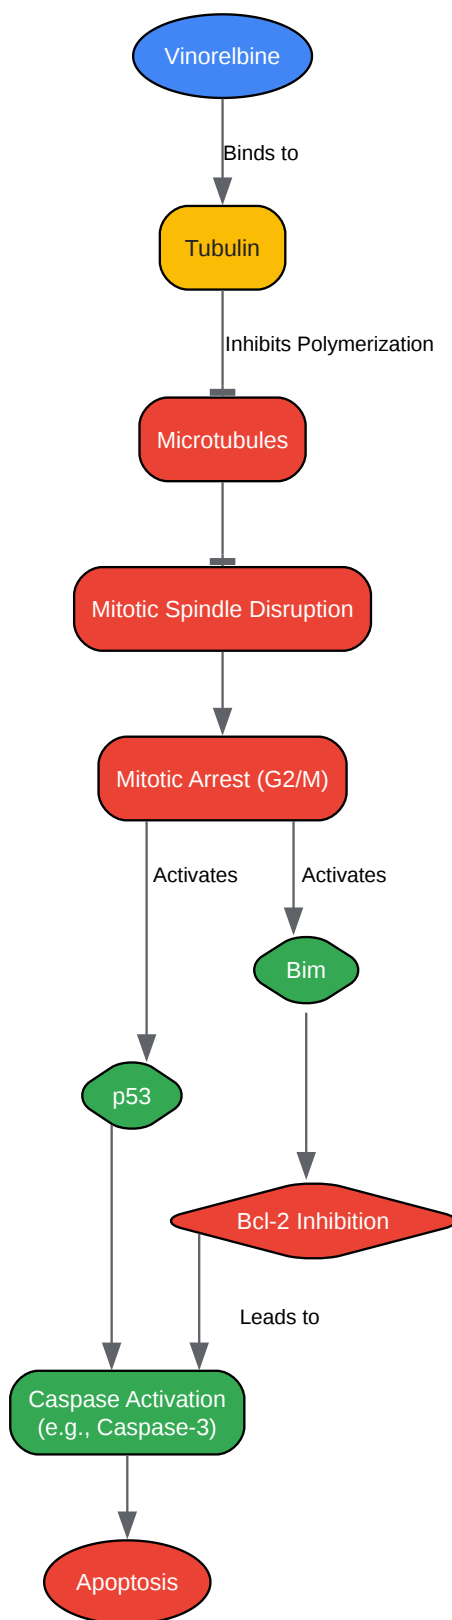 Vinorelbine
Binds to
Tubulin
Inhibits Polymerization
Microtubules
Mitotic Spindle Disruption
Mitotic Arrest (G2/M)
Activates
Activates
Bim
p53
Bcl-2 Inhibition
Leads to
Caspase Activation
(e.g., Caspase-3)
Apoptosis